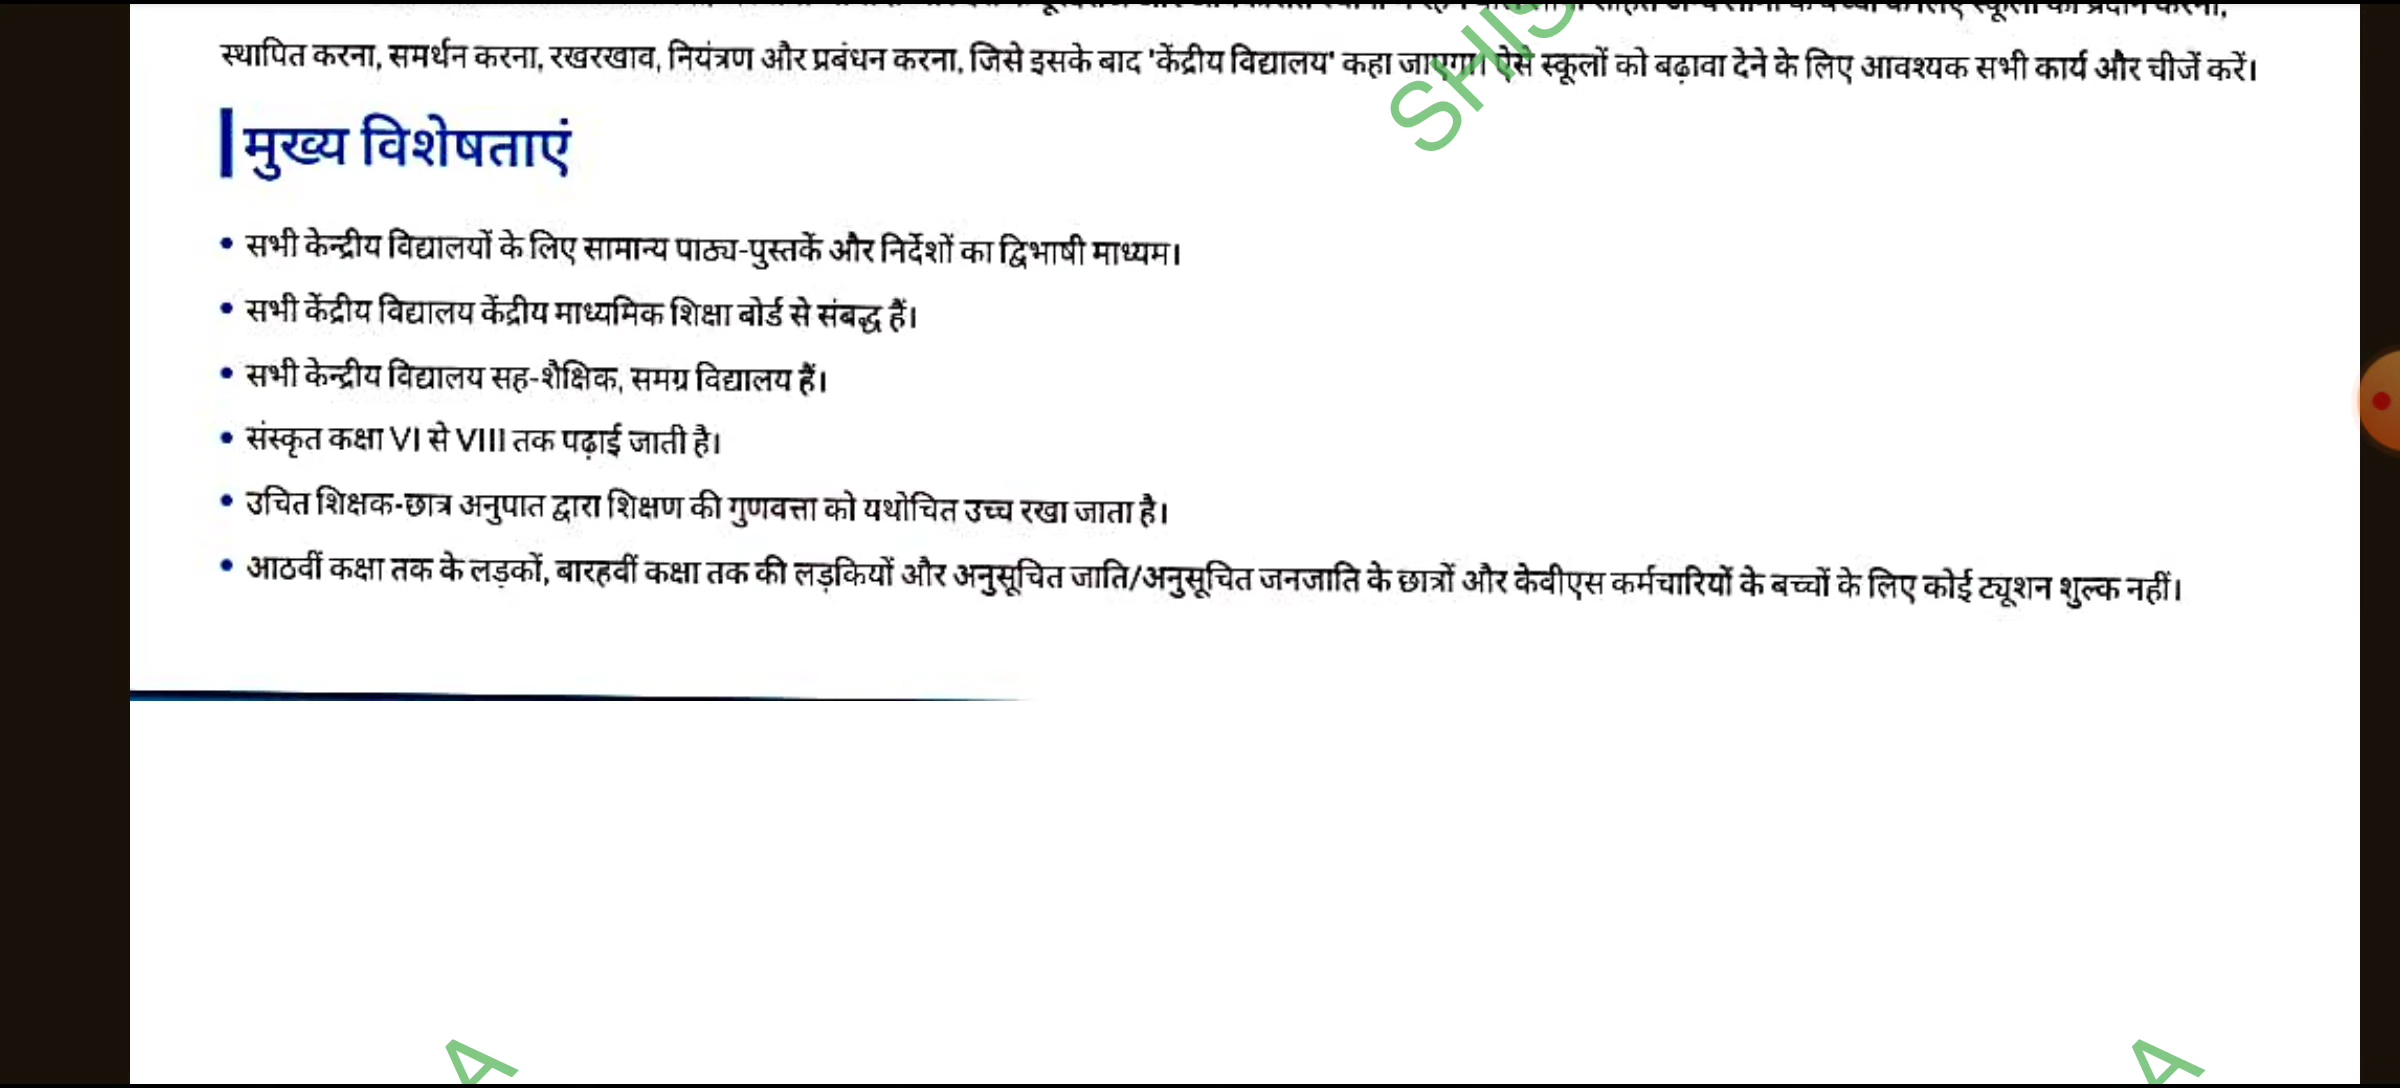 स्थापित करना, समर्थन करना, रखरखाव, नियंत्रण और प्रबंधन करना, जिसे इसके बाद 'केंद्रीय विद्यालय' कहा जाएगा। ऐसे स्कूलों को बढ़ावा देने के लिए आवश्यक सभी कार्य और चीजें करें।
मुख्य विशेषताएं
• सभी केन्द्रीय विद्यालयों के लिए सामान्य पाठ्य-पुस्तकें और निर्देशों का द्विभाषी माध्यम।
• सभी केंद्रीय विद्यालय केंद्रीय माध्यमिक शिक्षा बोर्ड से संबद्ध हैं।
• सभी केन्द्रीय विद्यालय सह-शैक्षिक, समग्र विद्यालय हैं।
• संस्कृत कक्षा VI से VIII तक पढ़ाई जाती है।
• उचित शिक्षक-छात्र अनुपात द्वारा शिक्षण की गुणवत्ता को यथोचित उच्च रखा जाता है।
• आठवीं कक्षा तक के लड़कों, बारहवीं कक्षा तक की लड़कियों और अनुसूचित जाति/अनुसूचित जनजाति के छात्रों और केवीएस कर्मचारियों के बच्चों के लिए कोई ट्यूशन शुल्क नहीं।
A
A